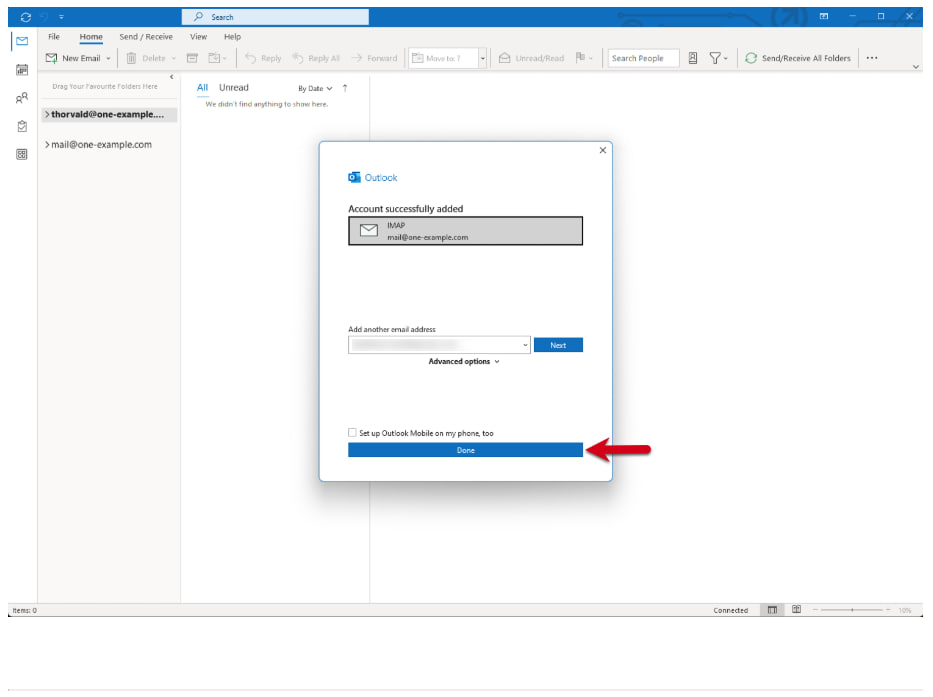 Search
File Home Send / Receive View Help
New Email Delete Reply Reply All Forward Move to: ? Unread/Read Search People Send/Receive All Folders
Drag Your Favourite Folders Here
All Unread By Date
We didn't find anything to show here.
thorvald@one-example....
mail@one-example.com
Outlook
Account successfully added
IMAP
mail@one-example.com
Add another email address
Next
Advanced options
Set up Outlook Mobile on my phone, too
Done
Items: 0 Connected 10%